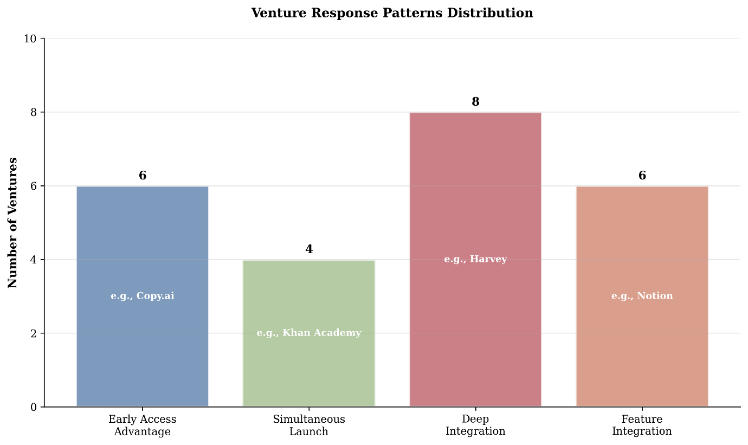 Venture Response Patterns Distribution
Number of Ventures
10
8
6
4
2
0
6
4
8
6
e.g., Copy.ai
e.g., Khan Academy
e.g., Harvey
e.g., Notion
Early Access
Advantage
Simultaneous
Launch
Deep
Integration
Feature
Integration